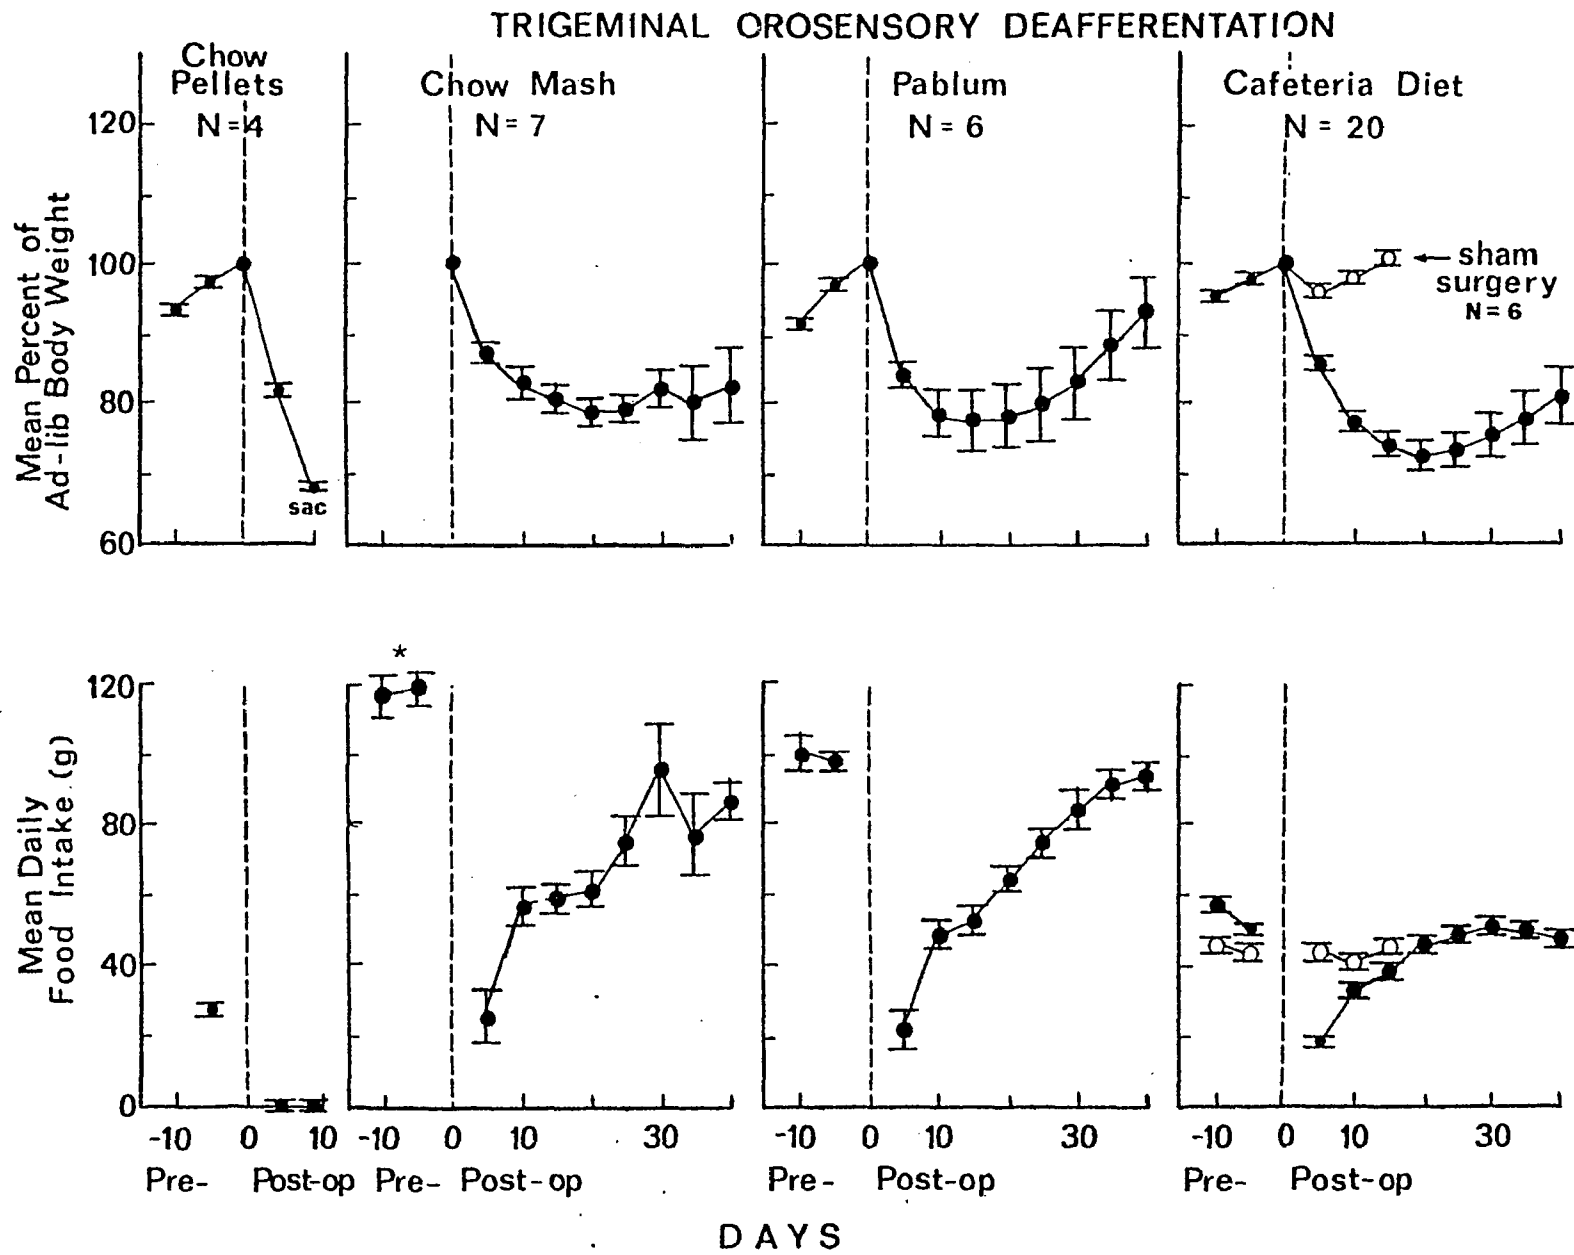 TRIGEMINAL OROSENSORY DEAFFERENTATION
Chow
Pellets
N=4
Chow Mash
N= 7
Pablum
N= 6
Cafeteria Diet
N = 20
Mean Percent of
Ad-lib Body Weight
120
100
80
60
sac
sham
surgery
N=6
Mean Daily
Food Intake (g)
120
80
40
0
*
-10 0 10 -10 0 10 30 -10 0 10 30 -10 0 10 30
Pre- Post-op Pre- Post-op Pre- Post-op Pre- Post-op
DAYS